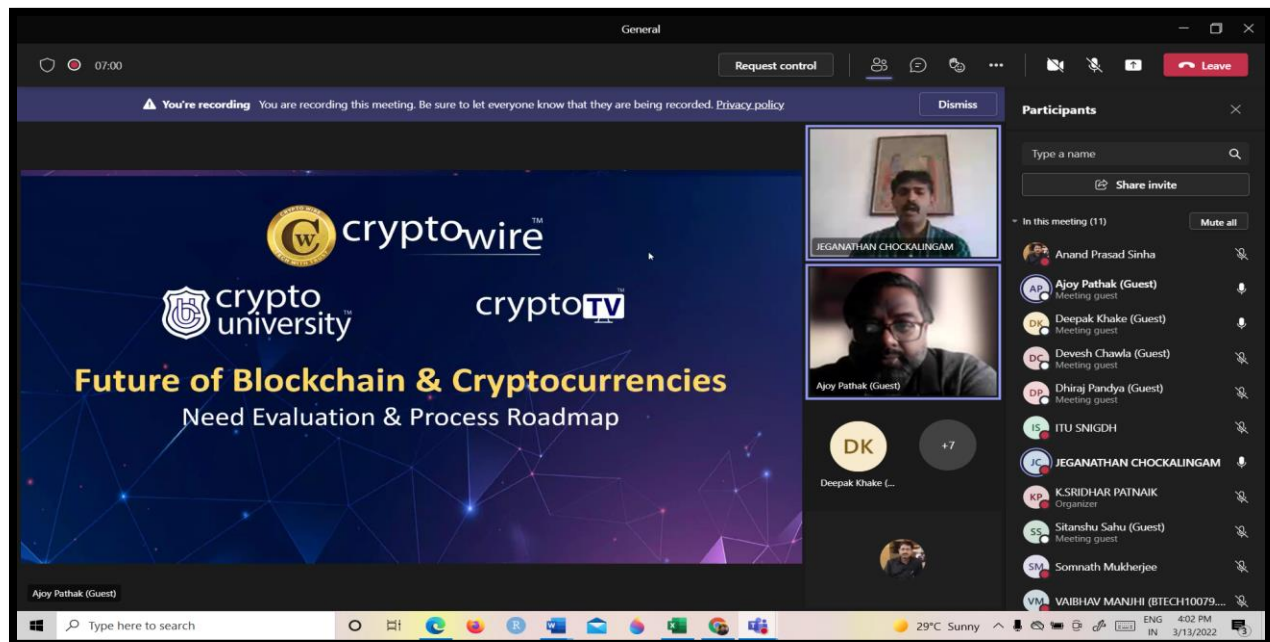 General
07:00
Request control
Leave
You're recording You are recording this meeting. Be sure to let everyone know that they are being recorded. Privacy policy
Dismiss
cryptowire™
crypto
university™
crypto TV™
Future of Blockchain & Cryptocurrencies
Need Evaluation & Process Roadmap
Ajoy Pathak (Guest)
JEGANATHAN CHOCKALINGAM
Ajoy Pathak (Guest)
DK
+7
Deepak Khake (...
Participants
Type a name
Share invite
In this meeting (11)
Mute all
Anand Prasad Sinha
AP
Ajoy Pathak (Guest)
Meeting guest
DK
Deepak Khake (Guest)
Meeting guest
DC
Devesh Chawla (Guest)
Meeting guest
DP
Dhiraj Pandya (Guest)
Meeting guest
IS
ITU SNIGDH
JC
JEGANATHAN CHOCKALINGAM
KP
K.SRIDHAR PATNAIK
Organizer
SS
Sitanshu Sahu (Guest)
Meeting guest
SM
Somnath Mukherjee
VM
VAIBHAV MANJHI (BTECH10079....
Type here to search
29°C Sunny
ENG
IN
4:02 PM
3/13/2022